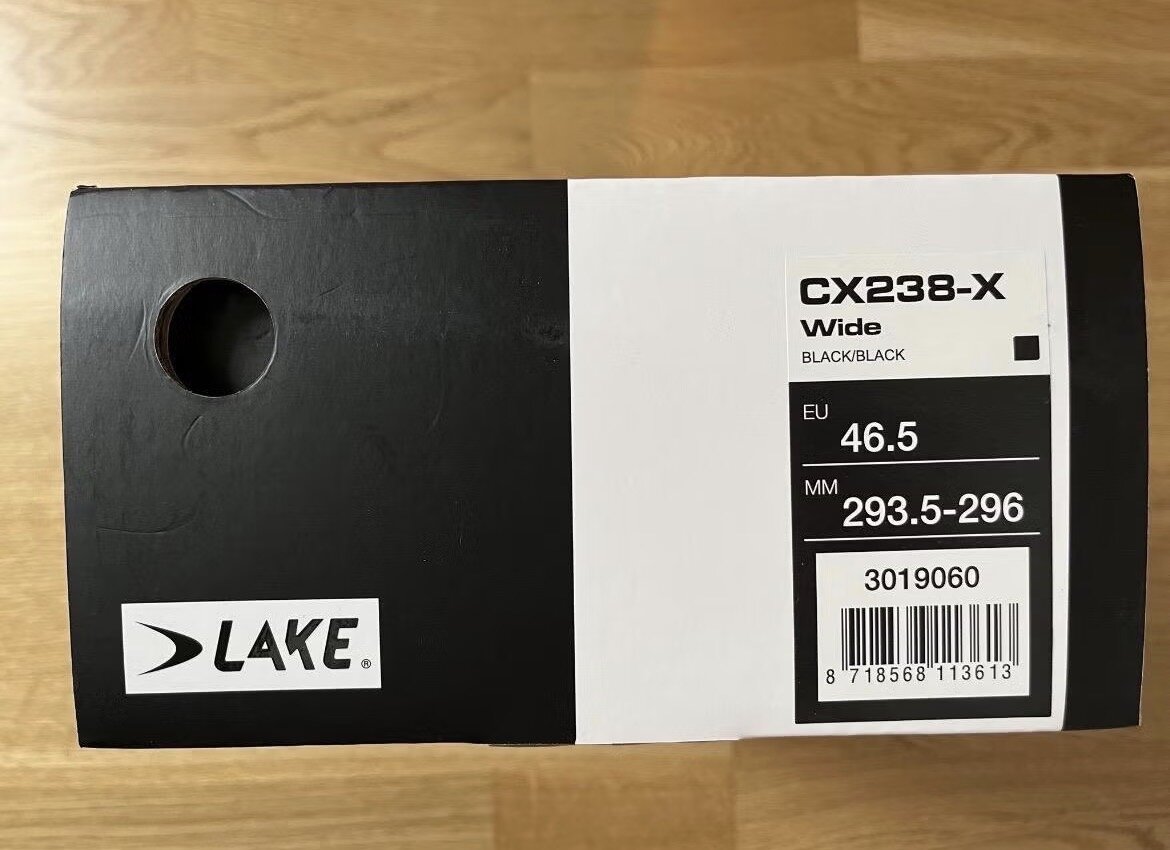 CX238-X
Wide
BLACK/BLACK
EU
46.5
MM
293.5-296
3019060
8 718568 113613
LAKE®